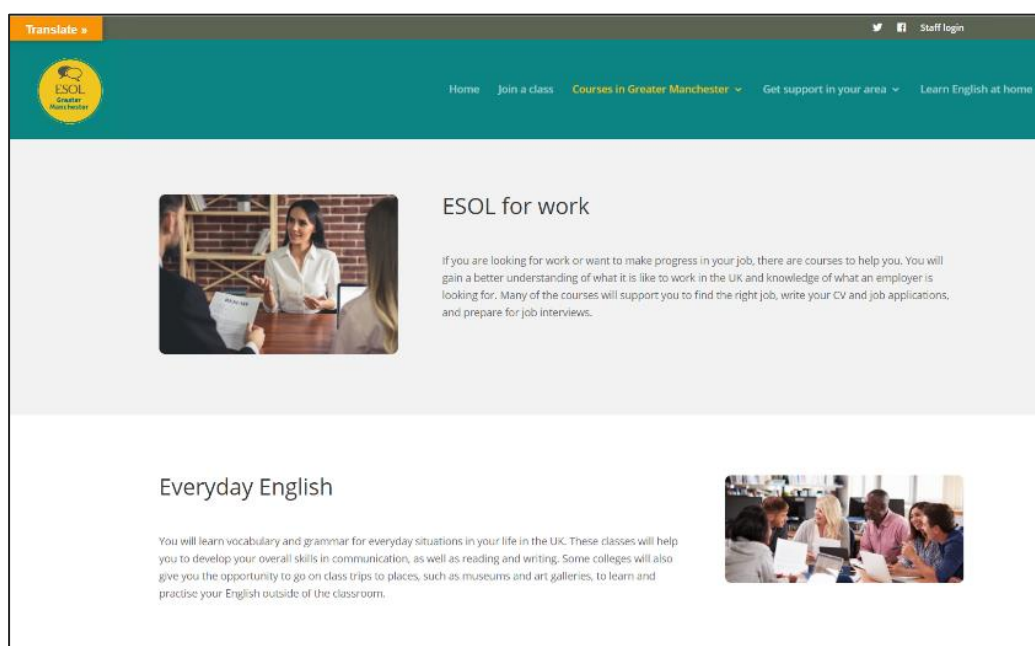 Translate »
Staff login
ESOL
Greater
Manchester
Home Join a class Courses in Greater Manchester Get support in your area Learn English at home
ESOL for work
If you are looking for work or want to make progress in your job, there are courses to help you. You will
gain a better understanding of what it is like to work in the UK and knowledge of what an employer is
looking for. Many of the courses will support you to find the right job, write your CV and job applications,
and prepare for job interviews.
Everyday English
You will learn vocabulary and grammar for everyday situations in your life in the UK. These classes will help
you to develop your overall skills in communication, as well as reading and writing. Some colleges will also
give you the opportunity to go on class trips to places, such as museums and art galleries, to learn and
practise your English outside of the classroom.